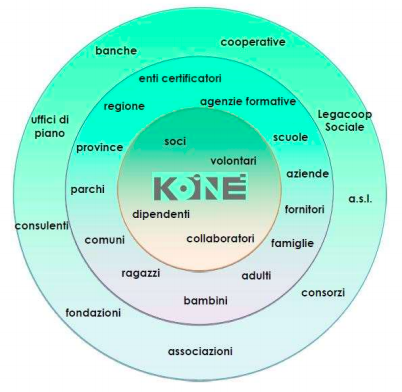 banche
cooperative
enti certificatori
regione
agenzie formative
uffici di
piano
Legacoop
Sociale
soci
scuole
province
volontari
aziende
KOINE
parchi
a.s.l.
dipendenti
fornitori
consulenti
comuni
collaboratori
famiglie
ragazzi
adulti
consorzi
bambini
fondazioni
associazioni